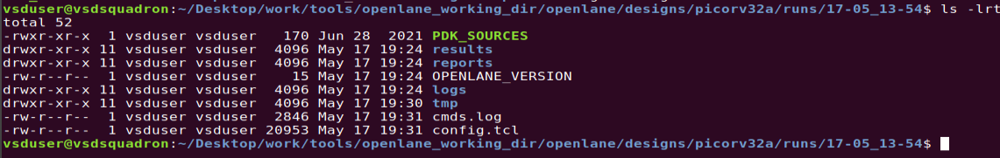 vsduser@vsdsquadron:~/Desktop/work/tools/openlane_working_dir/openlane/designs/picorv32a/runs/17-05_13-54$ ls -lrt
total 52
-rwxr-xr-x  1 vsduser vsduser   170 Jun 28  2021 PDK_SOURCES
drwxr-xr-x 11 vsduser vsduser  4096 May 17 19:24 results
drwxr-xr-x 11 vsduser vsduser  4096 May 17 19:24 reports
-rw-r--r--  1 vsduser vsduser    15 May 17 19:24 OPENLANE_VERSION
drwxr-xr-x 11 vsduser vsduser  4096 May 17 19:24 logs
drwxr-xr-x 11 vsduser vsduser  4096 May 17 19:30 tmp
-rw-r--r--  1 vsduser vsduser  2846 May 17 19:31 cmds.log
-rw-r--r--  1 vsduser vsduser 20953 May 17 19:31 config.tcl
vsduser@vsdsquadron:~/Desktop/work/tools/openlane_working_dir/openlane/designs/picorv32a/runs/17-05_13-54$